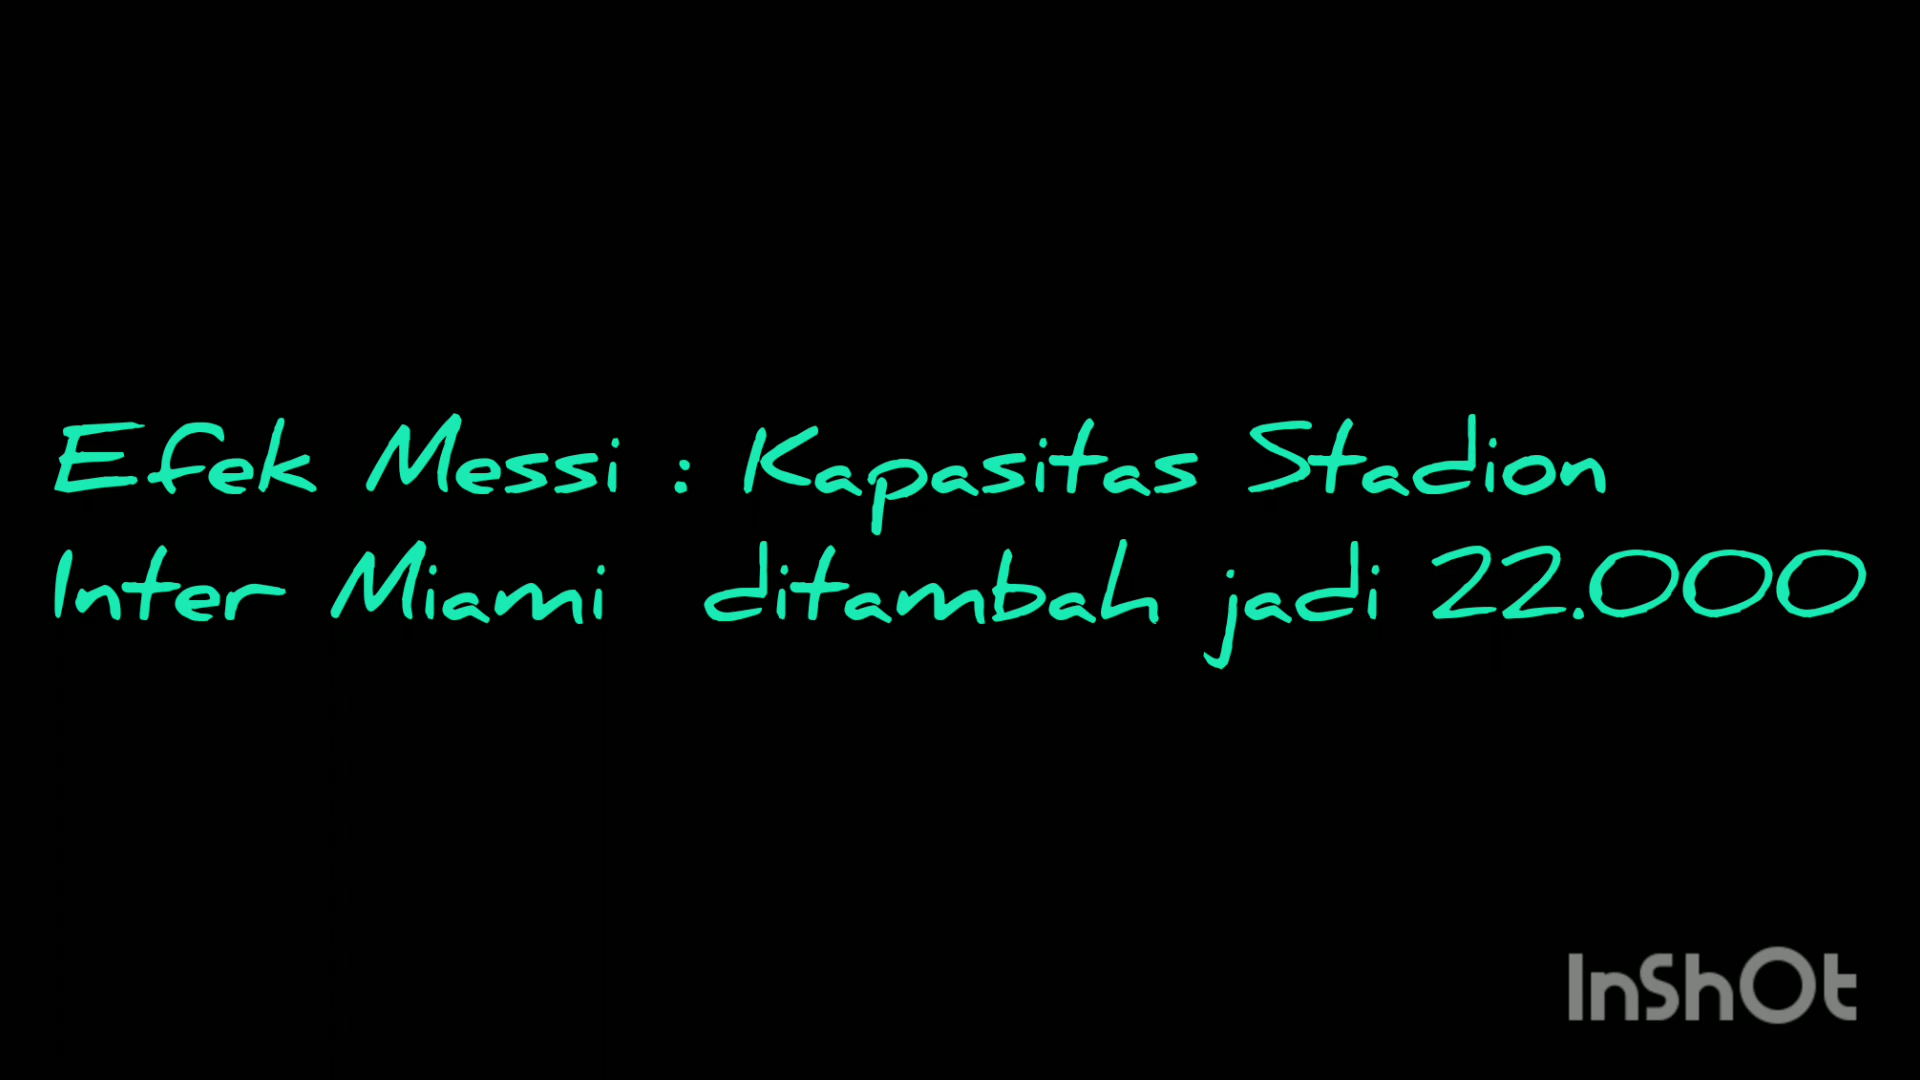 Efek Messi : Kapasitas Stadion
Inter Miami ditambah jadi 22.000
InShOt